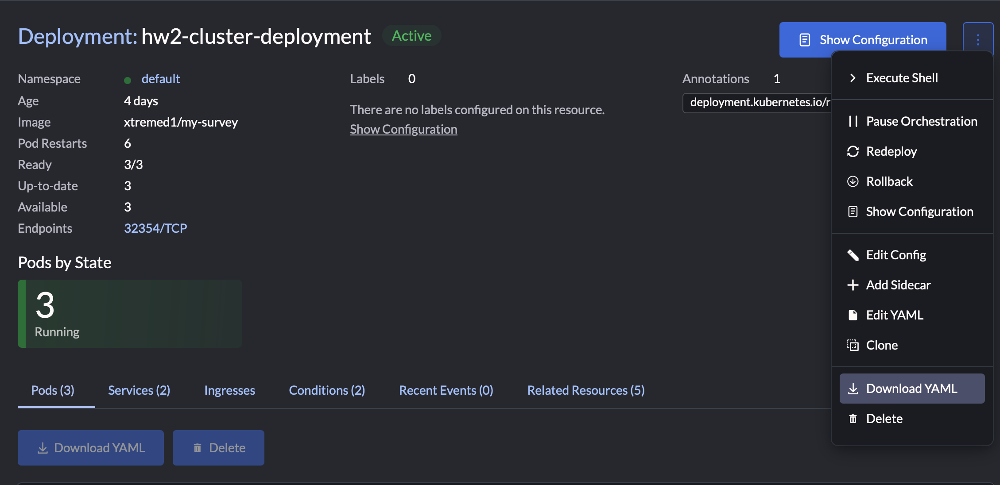 Deployment: hw2-cluster-deployment Active
Show Configuration
Namespace default
Age 4 days
Image xtremed1/my-survey
Pod Restarts 6
Ready 3/3
Up-to-date 3
Available 3
Endpoints 32354/TCP
Labels 0
There are no labels configured on this resource.
Show Configuration
Annotations 1
deployment.kubernetes.io/r
Execute Shell
Pause Orchestration
Redeploy
Rollback
Show Configuration
Edit Config
Add Sidecar
Edit YAML
Clone
Download YAML
Delete
Pods by State
3
Running
Pods (3) Services (2) Ingresses Conditions (2) Recent Events (0) Related Resources (5)
Download YAML Delete